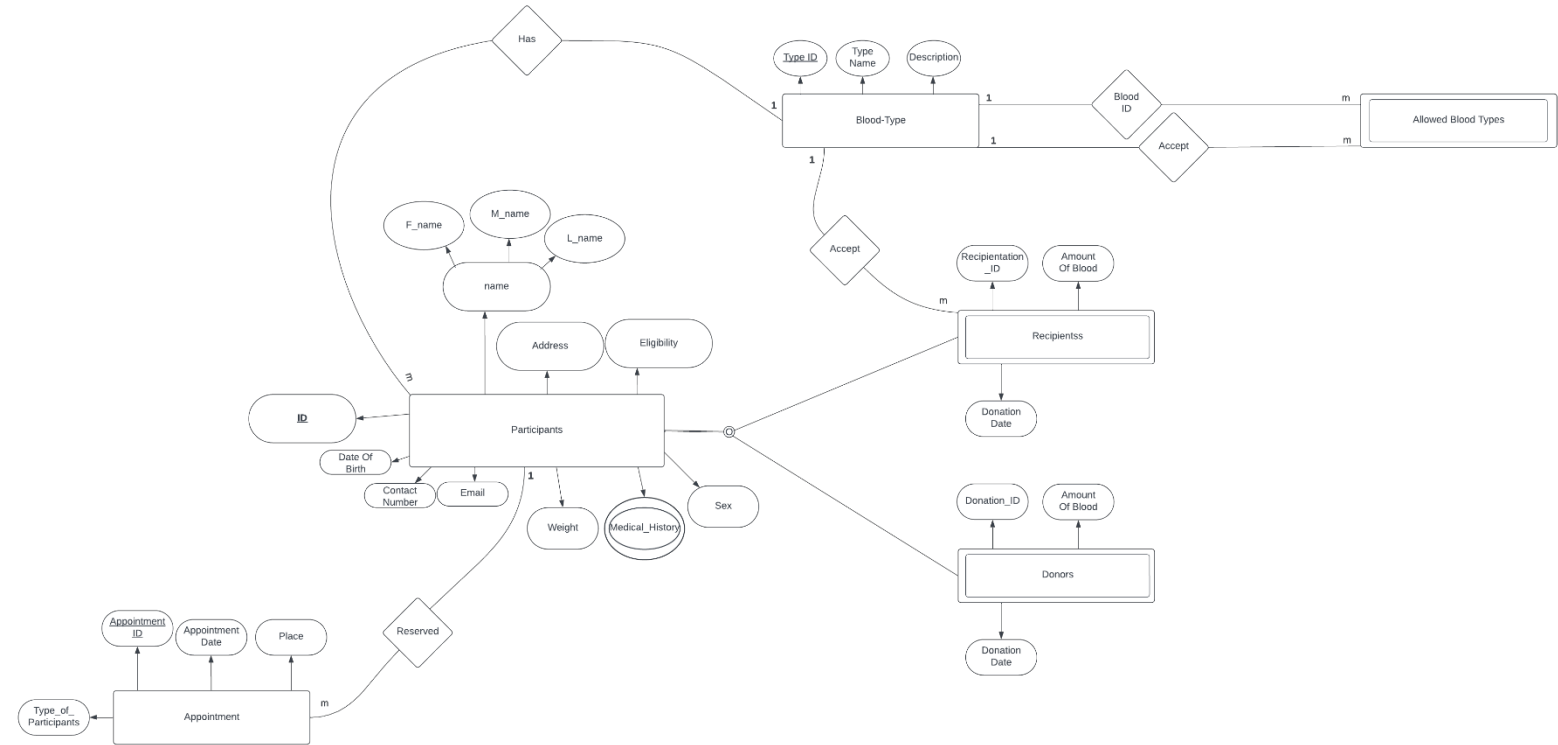 Has
Type ID
Type
Name
Description
1
Blood-Type
1
Blood
ID
m
Allowed Blood Types
1
Accept
m
1
Accept
m
F_name
M_name
L_name
name
Recipientation
_ID
Amount
Of Blood
Recipientss
Donation
Date
Address
Eligibility
m
ID
Participants
Date Of
Birth
Contact
Number
Email
1
Weight
Medical_History
Sex
Donation_ID
Amount
Of Blood
Donors
Donation
Date
Reserved
Appointment
ID
Appointment
Date
Place
m
Type_of_
Participants
Appointment